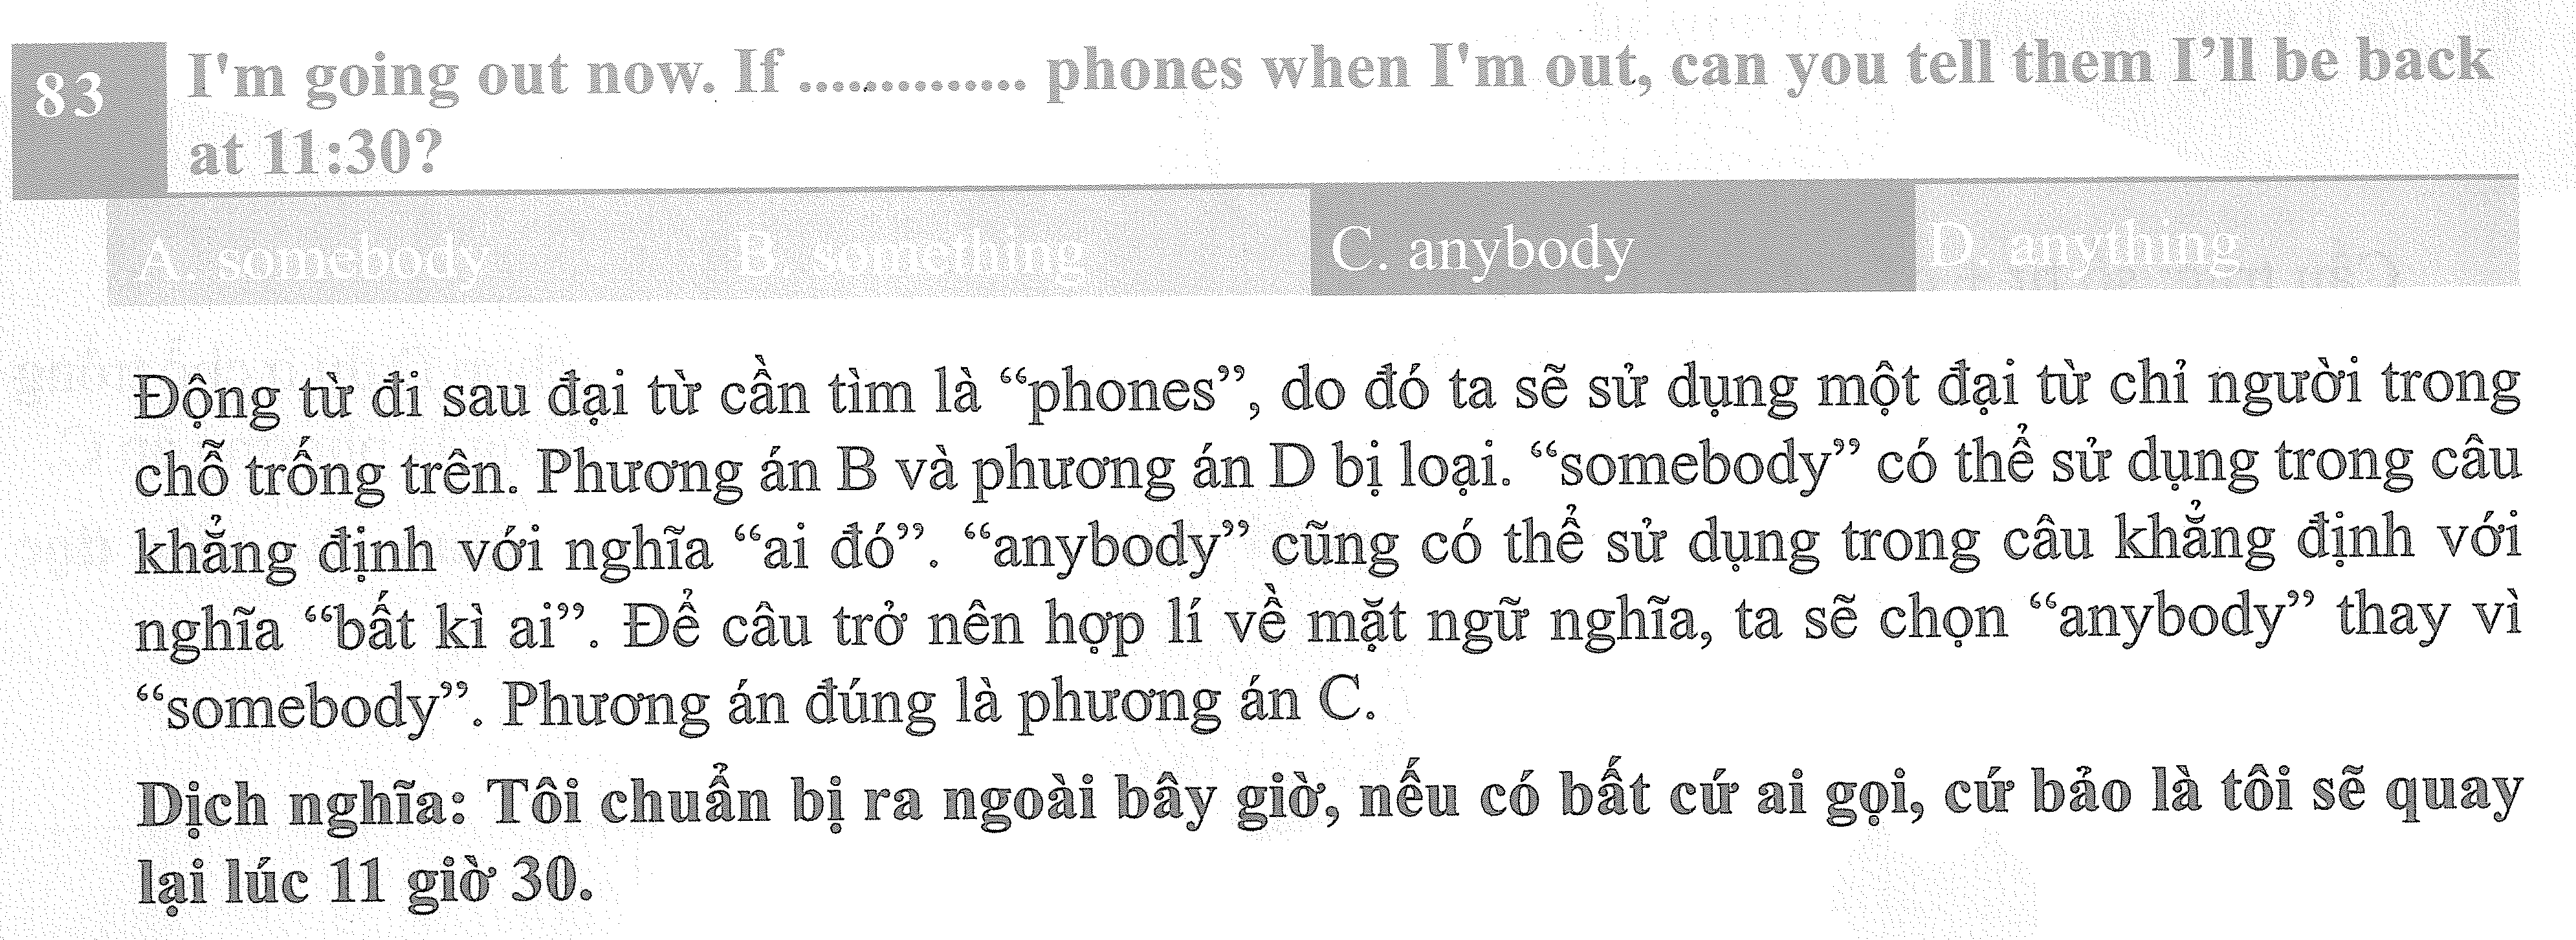 83 I'm going out now. If .............. phones when I'm out, can you tell them I’ll be back
at 11:30?
A. somebody B. something C. anybody D. anything
Động từ đi sau đại từ cần tìm là “phones”, do đó ta sẽ sử dụng một đại từ chỉ người trong
chỗ trống trên. Phương án B và phương án D bị loại. “somebody” có thể sử dụng trong câu
khẳng định với nghĩa “ai đó”. “anybody” cũng có thể sử dụng trong câu khẳng định với
nghĩa “bất kì ai”. Để câu trở nên hợp lí về mặt ngữ nghĩa, ta sẽ chọn “anybody” thay vì
“somebody”. Phương án đúng là phương án C.
Dịch nghĩa: Tôi chuẩn bị ra ngoài bây giờ, nếu có bất cứ ai gọi, cứ bảo là tôi sẽ quay
lại lúc 11 giờ 30.